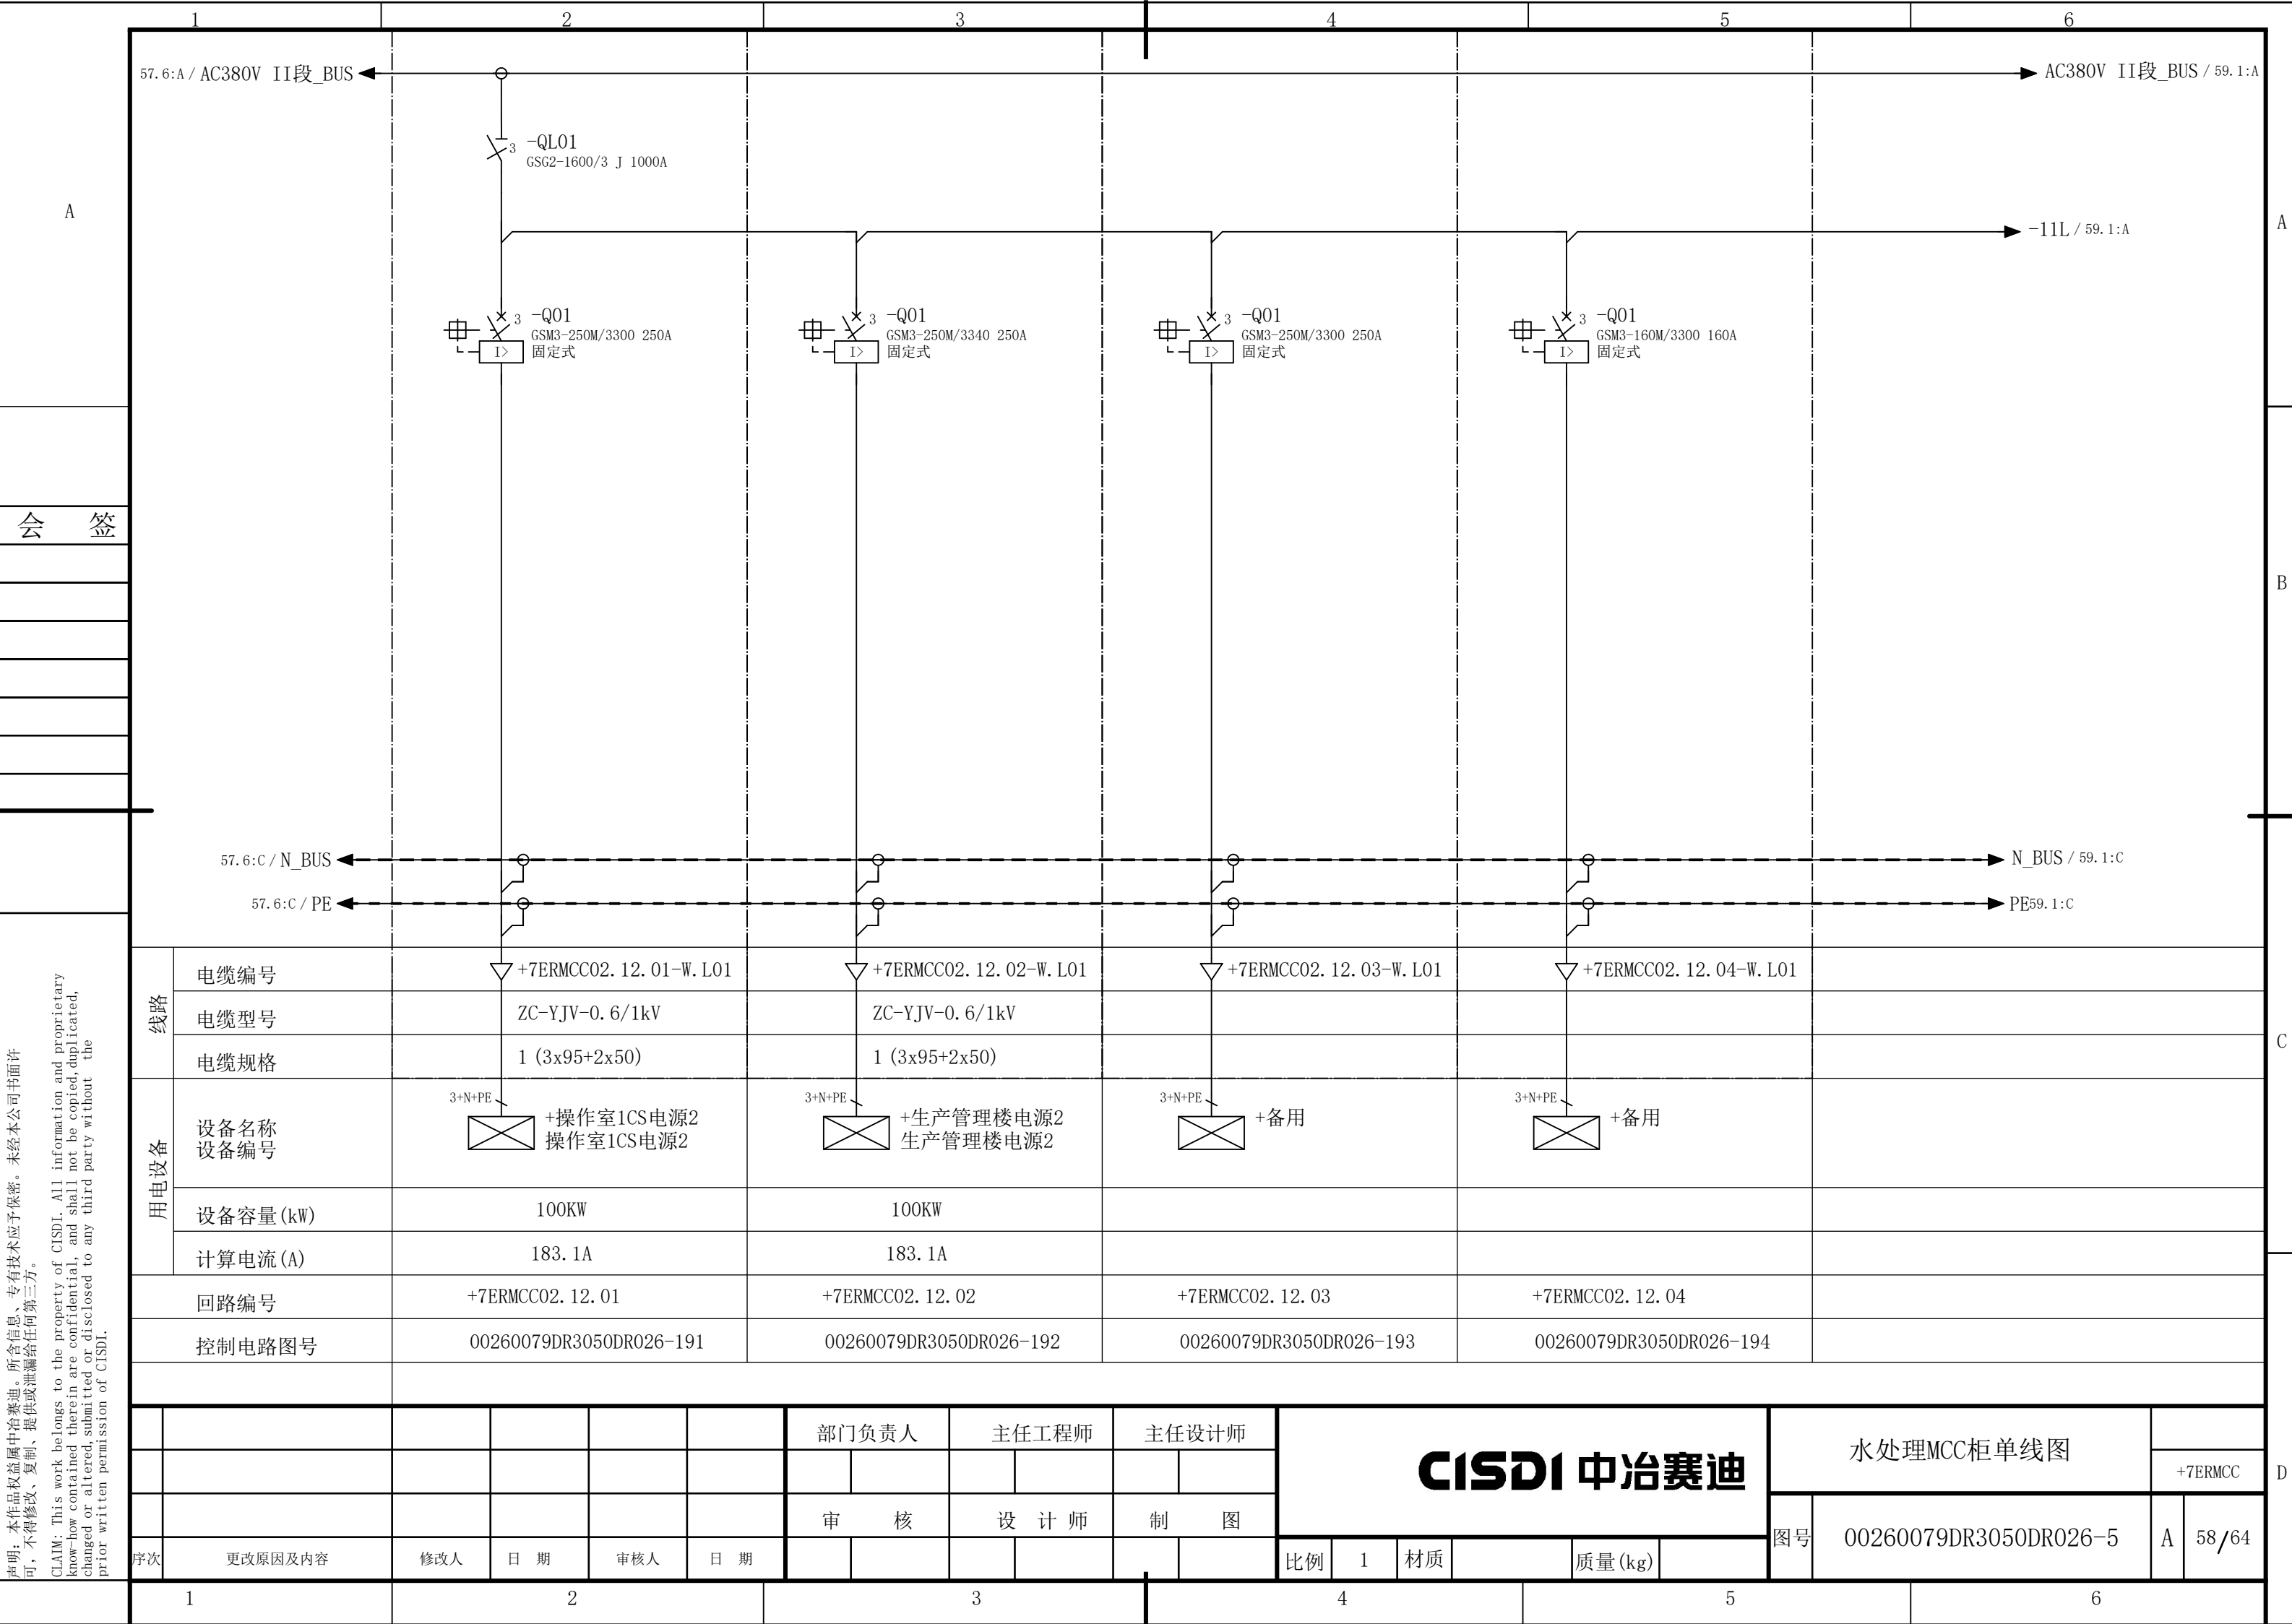 1 2 3 4 5 6
57.6:A / AC380V II段_BUS
AC380V II段_BUS / 59.1:A
-QL01
3
GSG2-1600/3 J 1000A
A
A
-11L / 59.1:A
3 -Q01
GSM3-250M/3300 250A
I> 固定式
3 -Q01
GSM3-250M/3340 250A
I> 固定式
3 -Q01
GSM3-250M/3300 250A
I> 固定式
3 -Q01
GSM3-160M/3300 160A
I> 固定式
会 签
B
57.6:C / N_BUS
N_BUS / 59.1:C
57.6:C / PE
PE59.1:C
线路
电缆编号 +7ERMCC02.12.01-W.L01 +7ERMCC02.12.02-W.L01 +7ERMCC02.12.03-W.L01 +7ERMCC02.12.04-W.L01
电缆型号 ZC-YJV-0.6/1kV ZC-YJV-0.6/1kV
电缆规格 1 (3x95+2x50) 1 (3x95+2x50)
C
用电设备
3+N+PE 3+N+PE 3+N+PE 3+N+PE
设备名称 +操作室1CS电源2 +生产管理楼电源2 +备用 +备用
设备编号 操作室1CS电源2 生产管理楼电源2
设备容量(kW) 100KW 100KW
计算电流(A) 183.1A 183.1A
回路编号 +7ERMCC02.12.01 +7ERMCC02.12.02 +7ERMCC02.12.03 +7ERMCC02.12.04
控制电路图号 00260079DR3050DR026-191 00260079DR3050DR026-192 00260079DR3050DR026-193 00260079DR3050DR026-194
声明: 本作品权益属中冶赛迪。所含信息、专有技术应予保密。未经本公司书面许
可, 不得修改、复制、提供或泄漏给任何第三方。
CLAIM: This work belongs to the property of CISDI. All information and proprietary
know-how contained therein are confidential, and shall not be copied,duplicated,
changed or altered,submitted or disclosed to any third party without the
prior written permission of CISDI.
部门负责人 主任工程师 主任设计师
审 核 设 计 师 制 图
序次 更改原因及内容 修改人 日 期 审核人 日 期
CISDI 中冶赛迪
比例 1 材质 质量(kg)
水处理MCC柜单线图
+7ERMCC
D
图号 00260079DR3050DR026-5 A 58/64
1 2 3 4 5 6